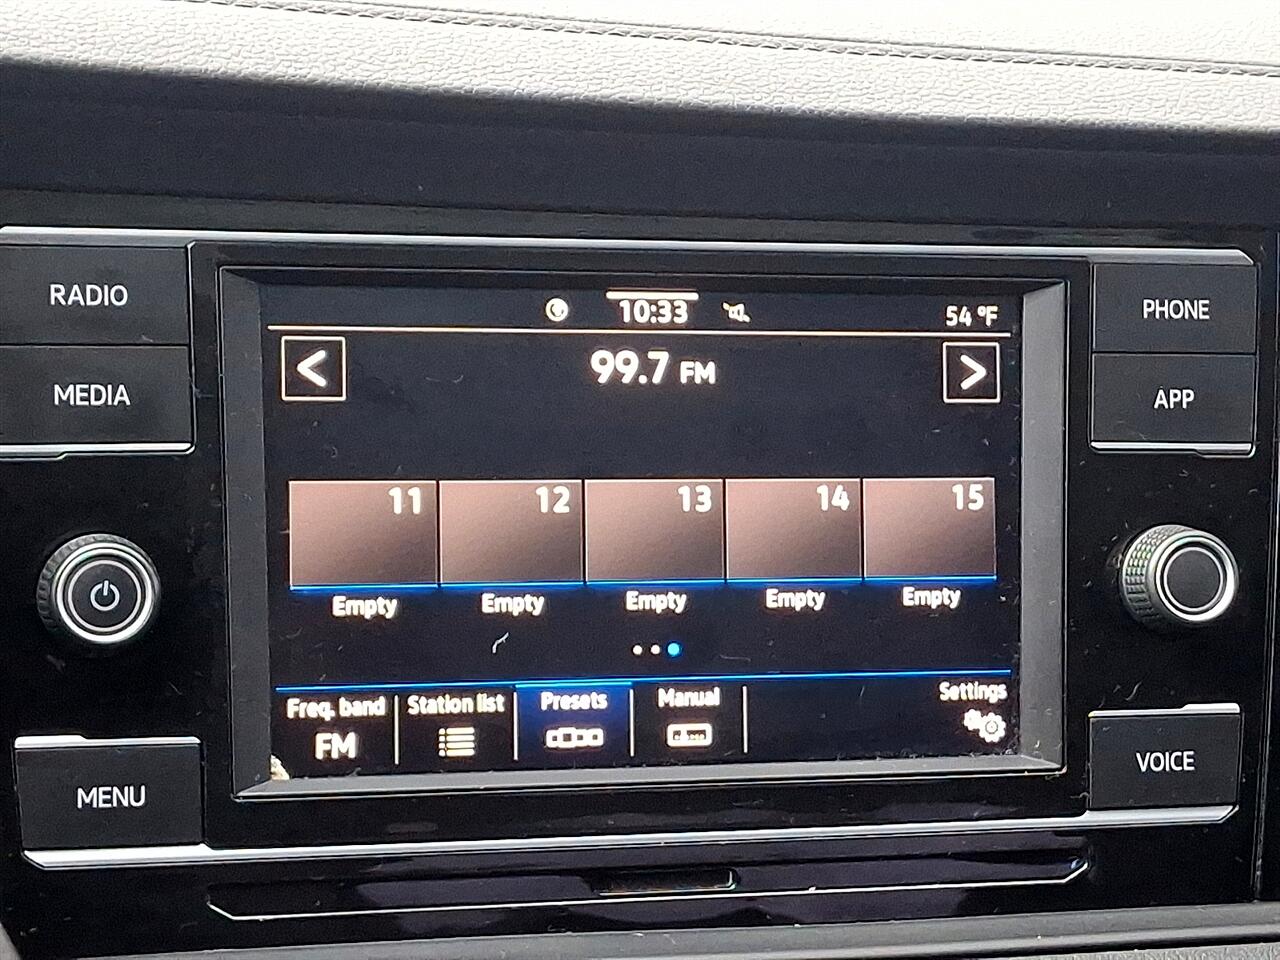 RADIO
MEDIA
MENU
10:33
54 °F
<
99.7 FM
>
11
12
13
14
15
Empty
Empty
Empty
Empty
Empty
Freq. band
FM
Station list
Presets
Manual
Settings
PHONE
APP
VOICE